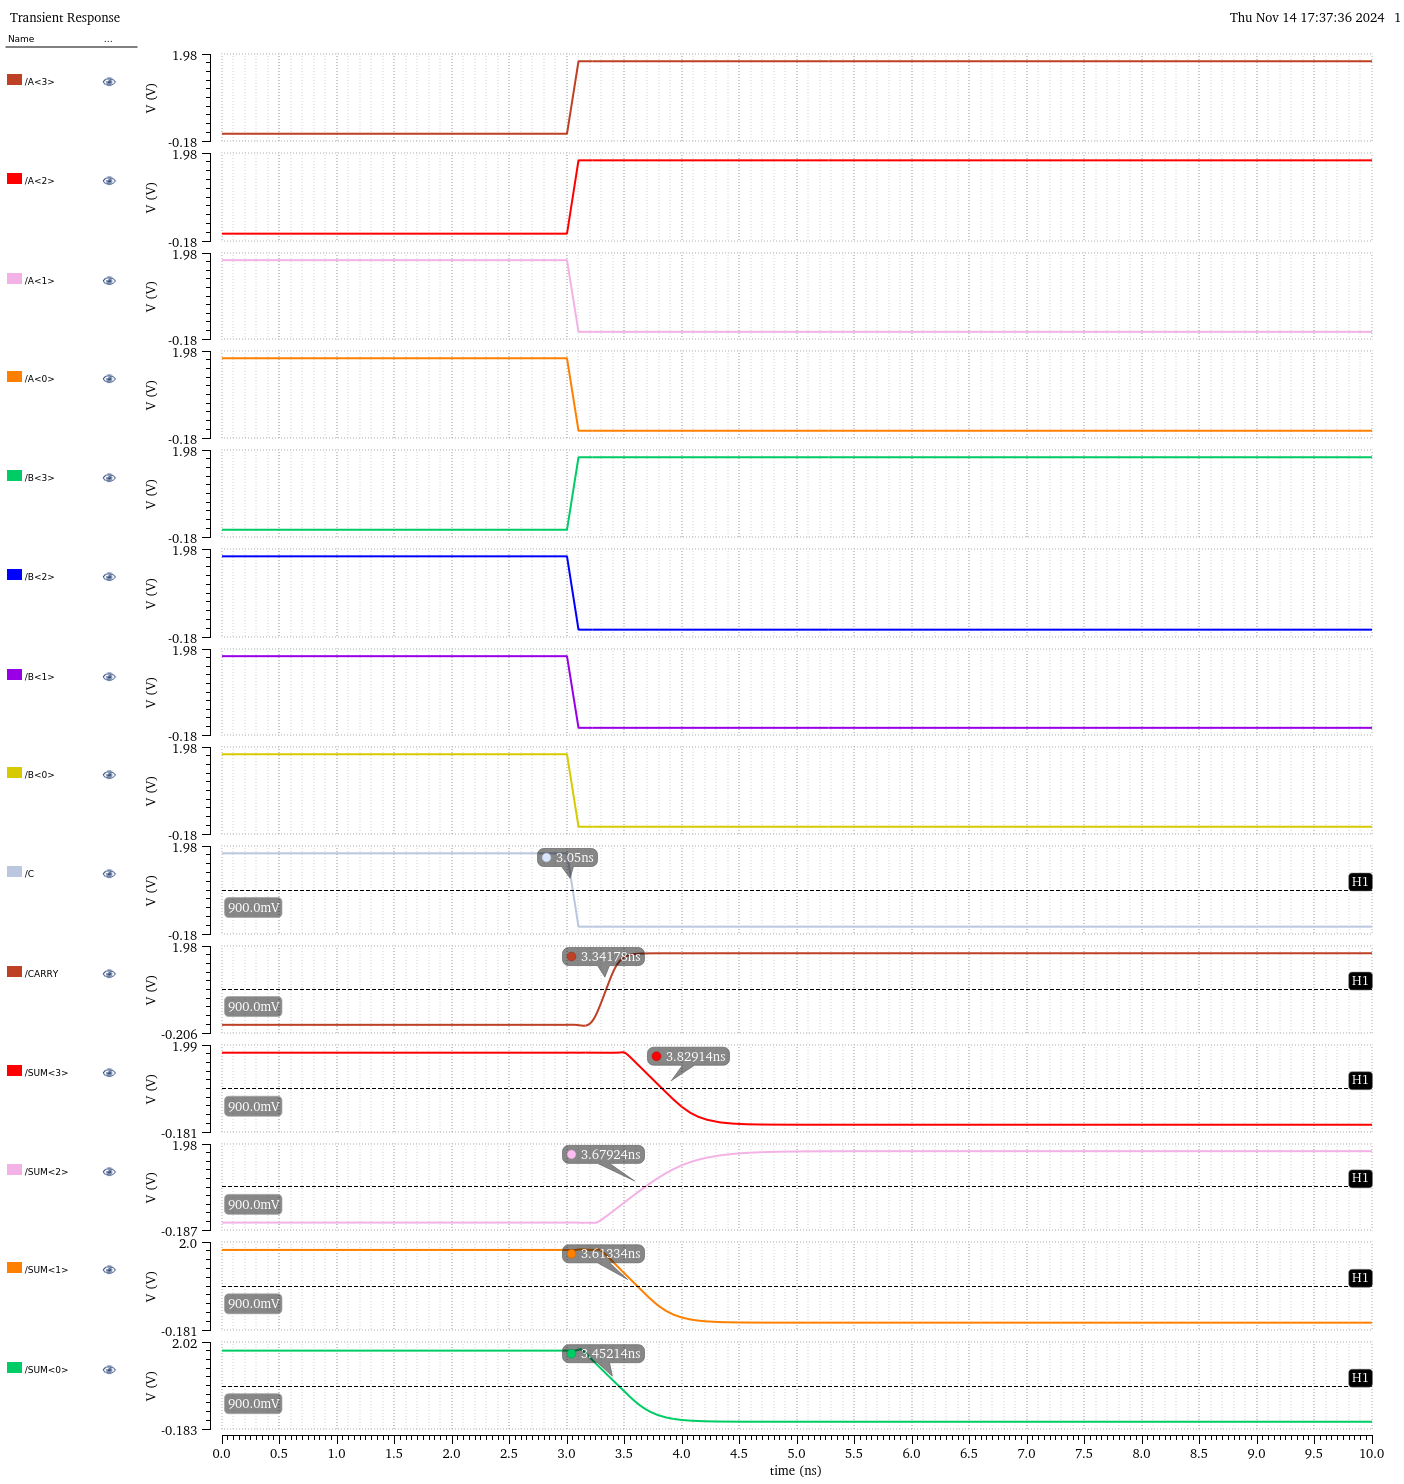 Transient Response
Thu Nov 14 17:37:36 2024 1
Name ...
/A<3>
V (V)
1.98
-0.18
/A<2>
V (V)
1.98
-0.18
/A<1>
V (V)
1.98
-0.18
/A<0>
V (V)
1.98
-0.18
/B<3>
V (V)
1.98
-0.18
/B<2>
V (V)
1.98
-0.18
/B<1>
V (V)
1.98
-0.18
/B<0>
V (V)
1.98
-0.18
/C
V (V)
1.98
3.05ns
H1
900.0mV
-0.18
/CARRY
V (V)
1.98
3.34178ns
H1
900.0mV
-0.206
/SUM<3>
V (V)
1.99
3.82914ns
H1
900.0mV
-0.181
/SUM<2>
V (V)
1.98
3.67924ns
H1
900.0mV
-0.187
/SUM<1>
V (V)
2.0
3.61334ns
H1
900.0mV
-0.181
/SUM<0>
V (V)
2.02
3.45214ns
H1
900.0mV
-0.183
0.0 0.5 1.0 1.5 2.0 2.5 3.0 3.5 4.0 4.5 5.0 5.5 6.0 6.5 7.0 7.5 8.0 8.5 9.0 9.5 10.0
time (ns)